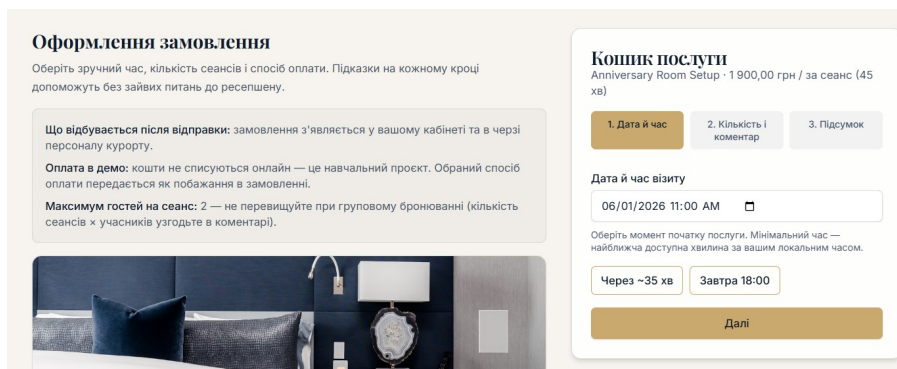 Оформлення замовлення
Оберіть зручний час, кількість сеансів і спосіб оплати. Підказки на кожному кроці
допоможуть без зайвих питань до ресепшену.
Що відбувається після відправки: замовлення з'являється у вашому кабінеті та в черзі
персоналу курорту.
Оплата в демо: кошти не списуються онлайн — це навчальний проєкт. Обраний спосіб
оплати передається як побажання в замовленні.
Максимум гостей на сеанс: 2 — не перевищуйте при груповому бронюванні (кількість
сеансів × учасників узгодьте в коментарі).
Кошик послуги
Anniversary Room Setup · 1 900,00 грн / за сеанс (45
хв)
1. Дата й час
2. Кількість і
коментар
3. Підсумок
Дата й час візиту
06/01/2026 11:00 AM
Оберіть момент початку послуги. Мінімальний час —
найближча доступна хвилина за вашим локальним часом.
Через ~35 хв
Завтра 18:00
Далі